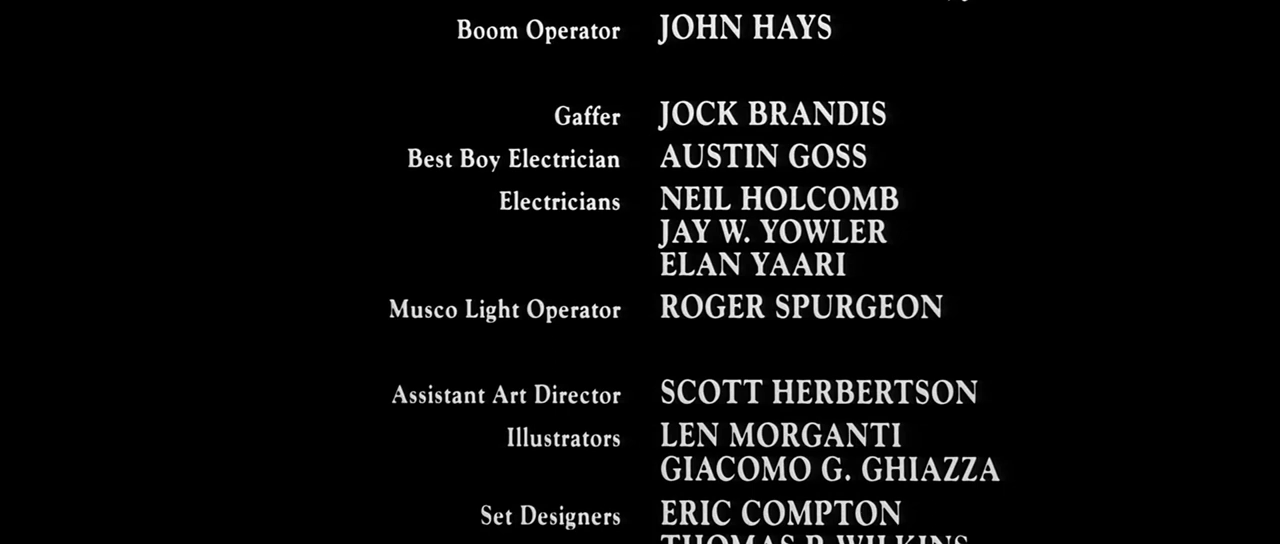 Boom Operator JOHN HAYS
Gaffer JOCK BRANDIS
Best Boy Electrician AUSTIN GOSS
Electricians NEIL HOLCOMB
JAY W. YOWLER
ELAN YAARI
Musco Light Operator ROGER SPURGEON
Assistant Art Director SCOTT HERBERTSON
Illustrators LEN MORGANTI
GIACOMO G. GHIAZZA
Set Designers ERIC COMPTON
THOMAS P. WILKINS